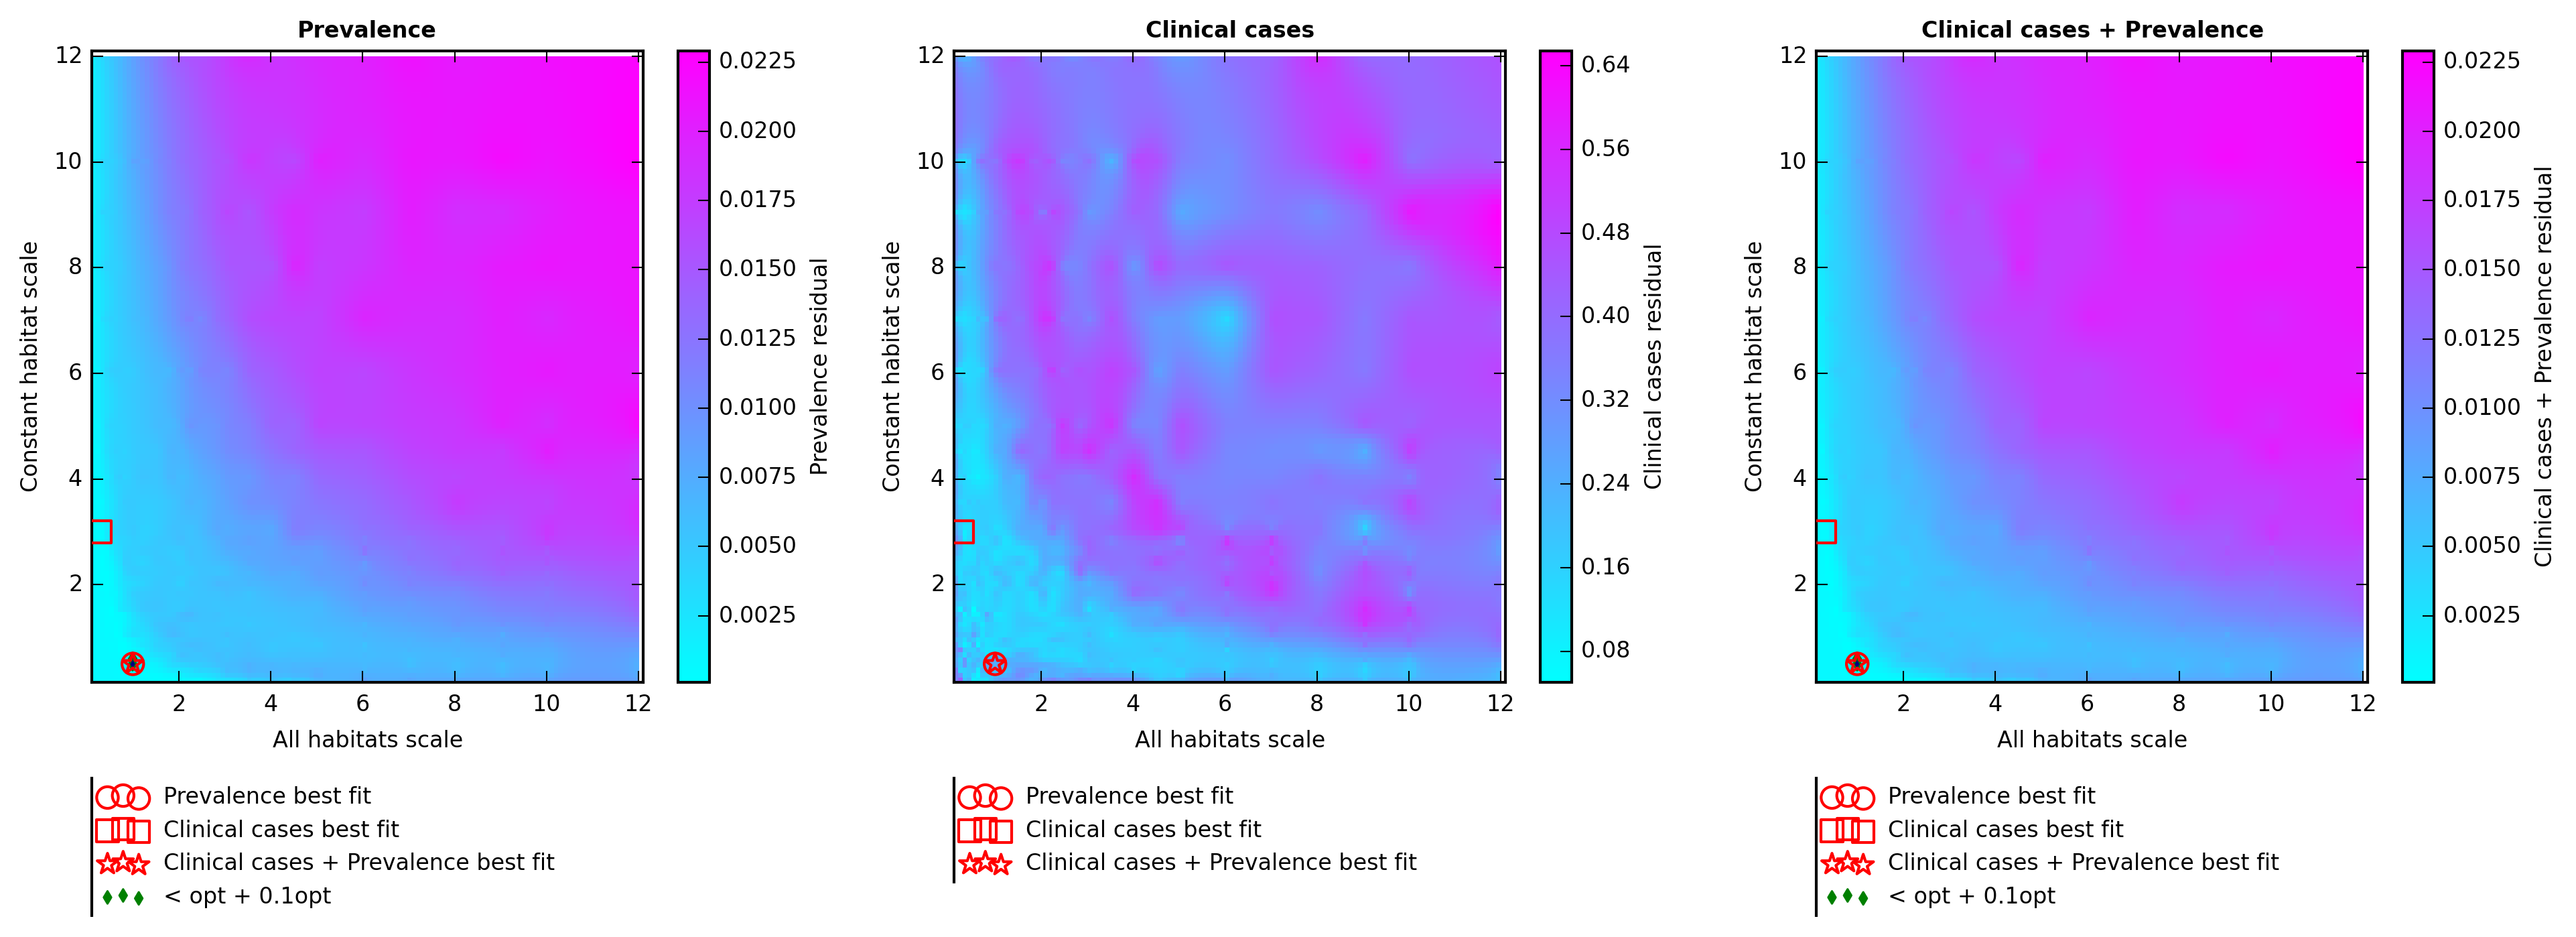 Prevalence
12
10
8
6
4
2
Constant habitat scale
2 4 6 8 10 12
All habitats scale
0.0225
0.0200
0.0175
0.0150
0.0125
0.0100
0.0075
0.0050
0.0025
Prevalence residual
Prevalence best fit
Clinical cases best fit
Clinical cases + Prevalence best fit
< opt + 0.1opt
Clinical cases
12
10
8
6
4
2
Constant habitat scale
2 4 6 8 10 12
All habitats scale
0.64
0.56
0.48
0.40
0.32
0.24
0.16
0.08
Clinical cases residual
Prevalence best fit
Clinical cases best fit
Clinical cases + Prevalence best fit
Clinical cases + Prevalence
12
10
8
6
4
2
Constant habitat scale
2 4 6 8 10 12
All habitats scale
0.0225
0.0200
0.0175
0.0150
0.0125
0.0100
0.0075
0.0050
0.0025
Clinical cases + Prevalence residual
Prevalence best fit
Clinical cases best fit
Clinical cases + Prevalence best fit
< opt + 0.1opt